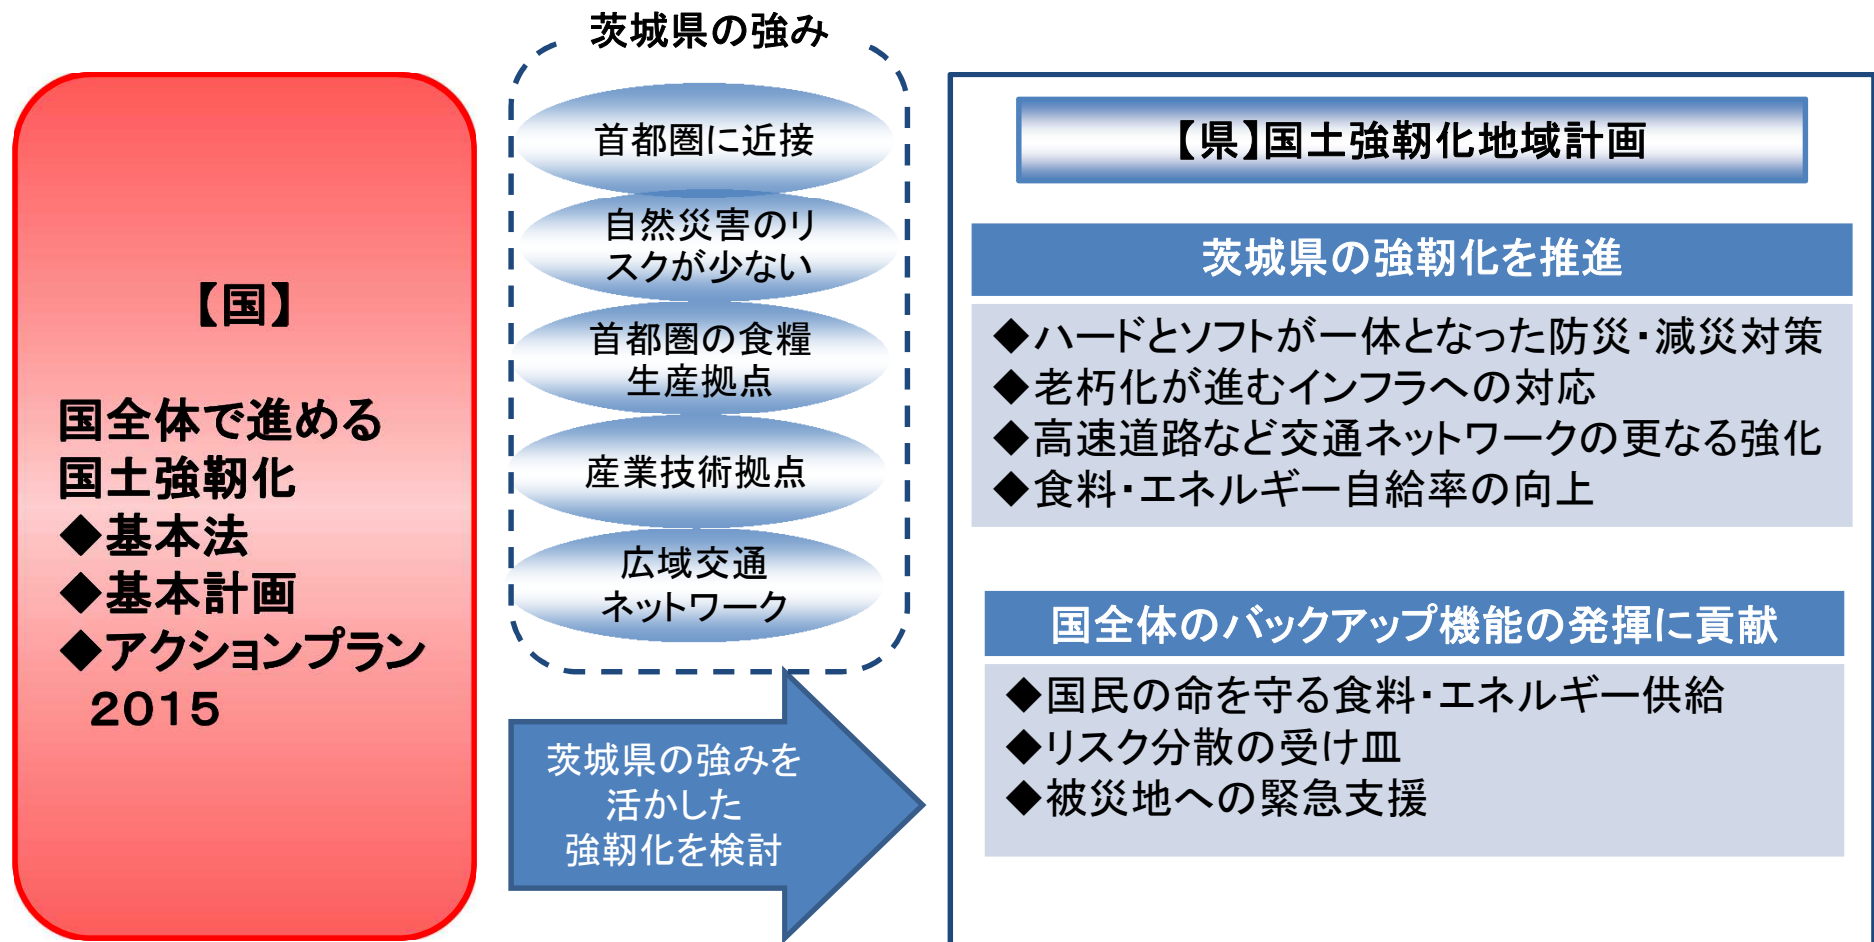 茨城県の強み
【国】
国全体で進める
国土強靭化
◆基本法
◆基本計画
◆アクションプラン
2015
首都圏に近接
自然災害のリ
スクが少ない
首都圏の食糧
生産拠点
産業技術拠点
広域交通
ネットワーク
茨城県の強みを
活かした
強靭化を検討
【県】国土強靭化地域計画
茨城県の強靭化を推進
◆ハードとソフトが一体となった防災・減災対策
◆老朽化が進むインフラへの対応
◆高速道路など交通ネットワークの更なる強化
◆食料・エネルギー自給率の向上
国全体のバックアップ機能の発揮に貢献
◆国民の命を守る食料・エネルギー供給
◆リスク分散の受け皿
◆被災地への緊急支援